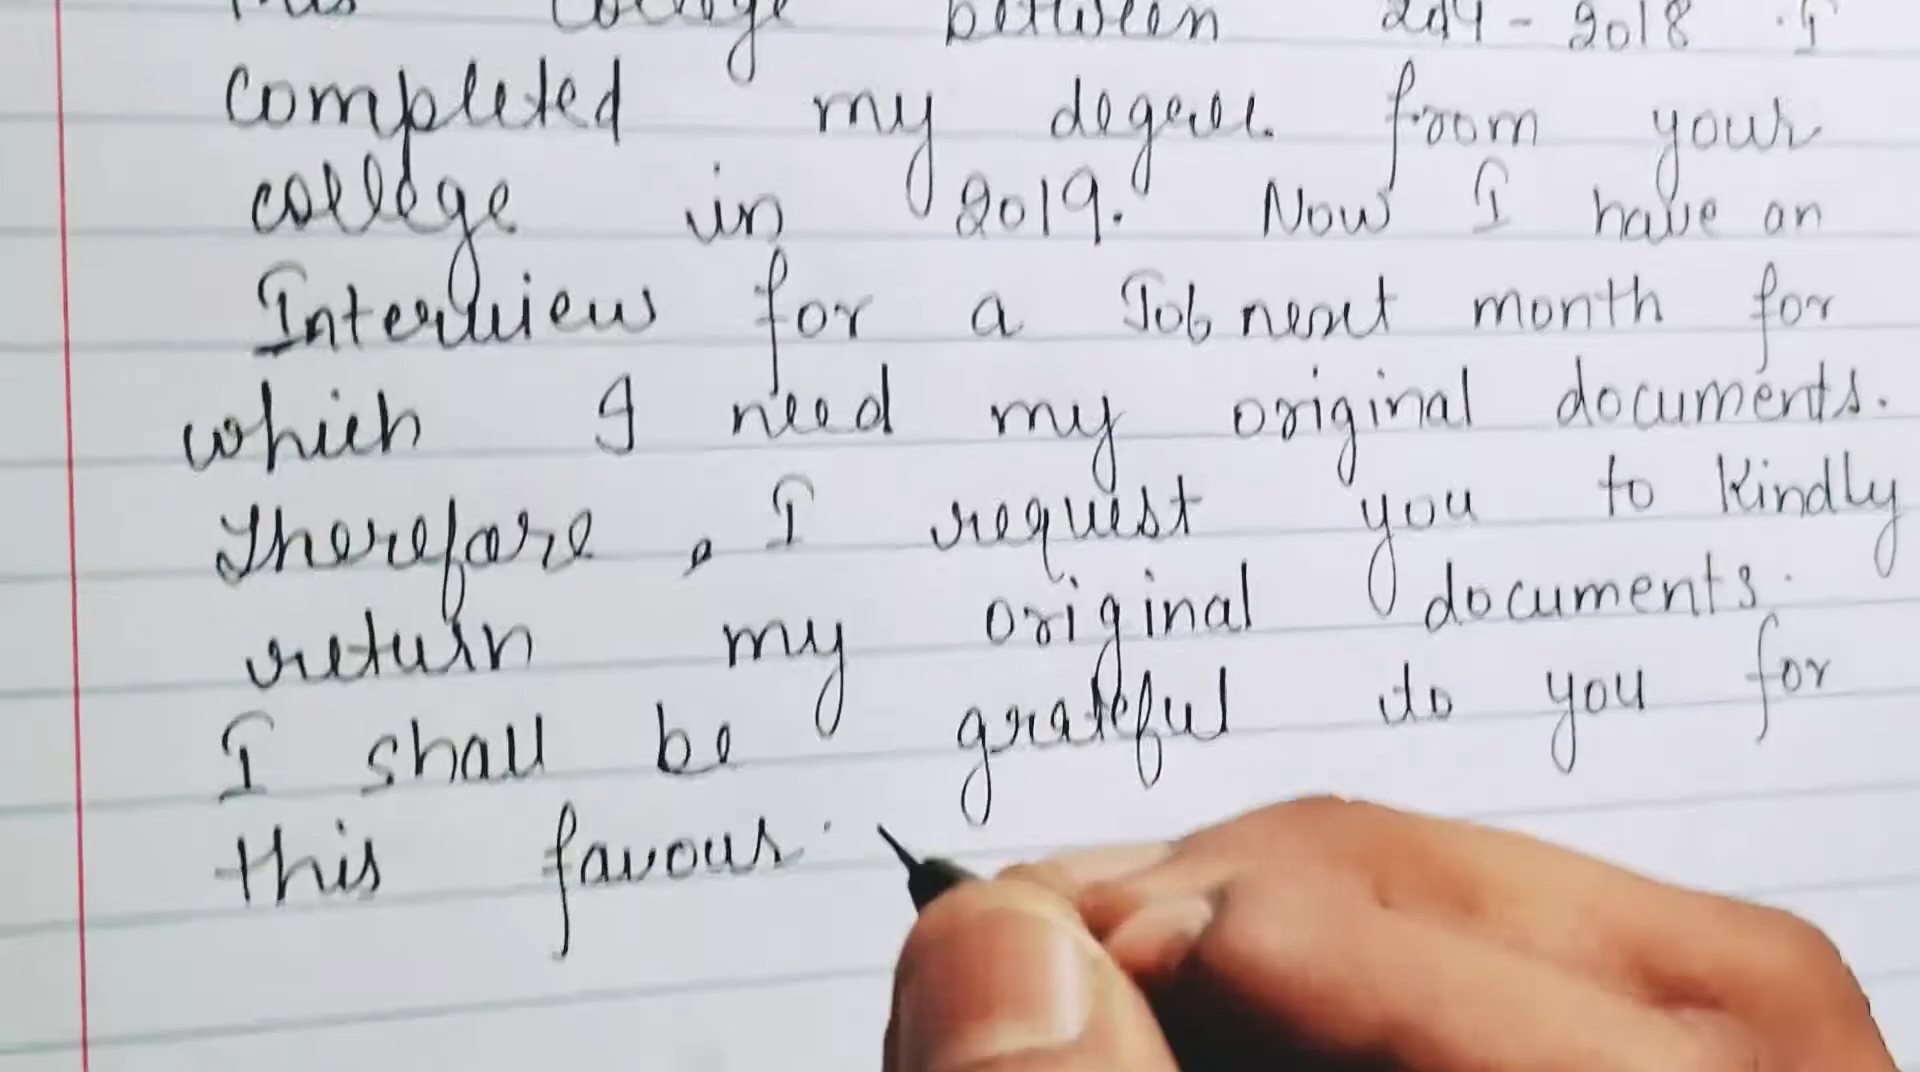 this college between 2014 - 2018 . I
completed my degree from your
college in 2019. Now I have an
Interview for a Job next month for
which I need my original documents.
Therefore, I request you to kindly
return my original documents.
I shall be grateful to you for
this favour.